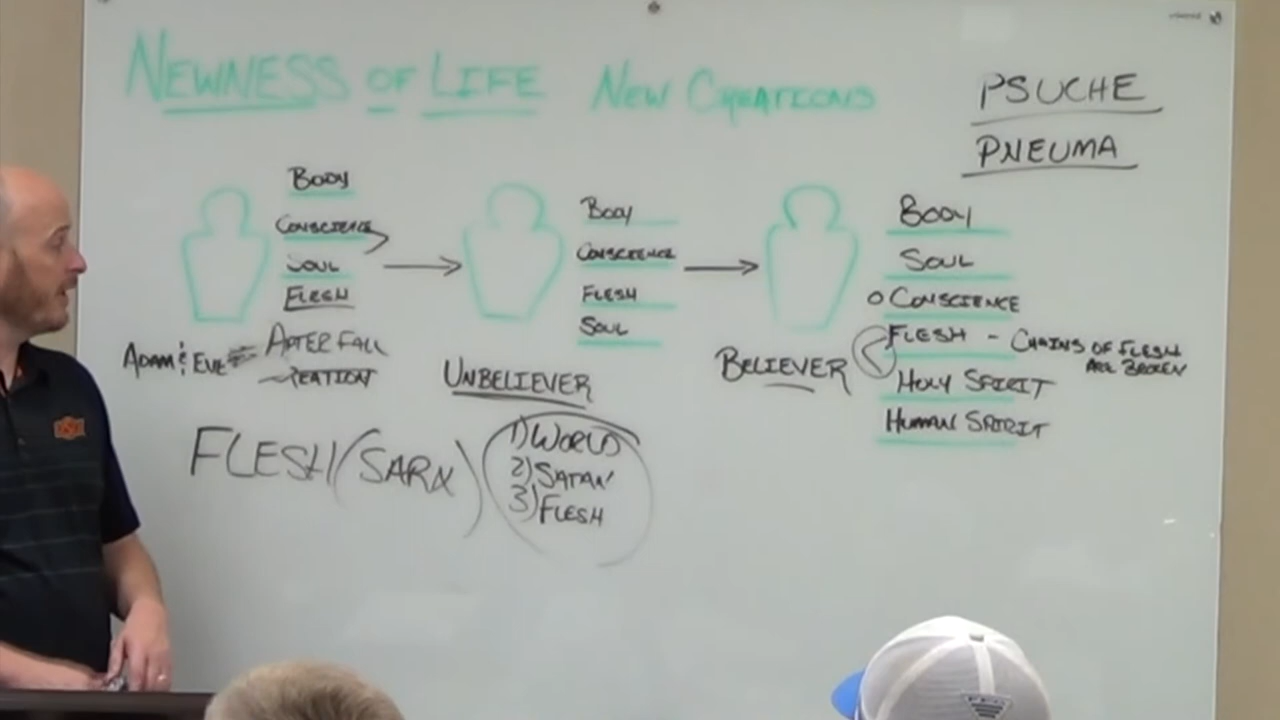 NEWNESS OF LIFE NEW CREATIONS
PSUCHE
PNEUMA
BODY
CONSCIENCE
SOUL
FLESH
ADAM & EVE
AFTER FALL
BODY
CONSCIENCE
FLESH
SOUL
UNBELIEVER
BODY
SOUL
CONSCIENCE
FLESH - CHAINS OF FLESH
ARE BROKEN
HOLY SPIRIT
HUMAN SPIRIT
BELIEVER
FLESH (SARX)
1) WORLD
2) SATAN
3) FLESH
OSU